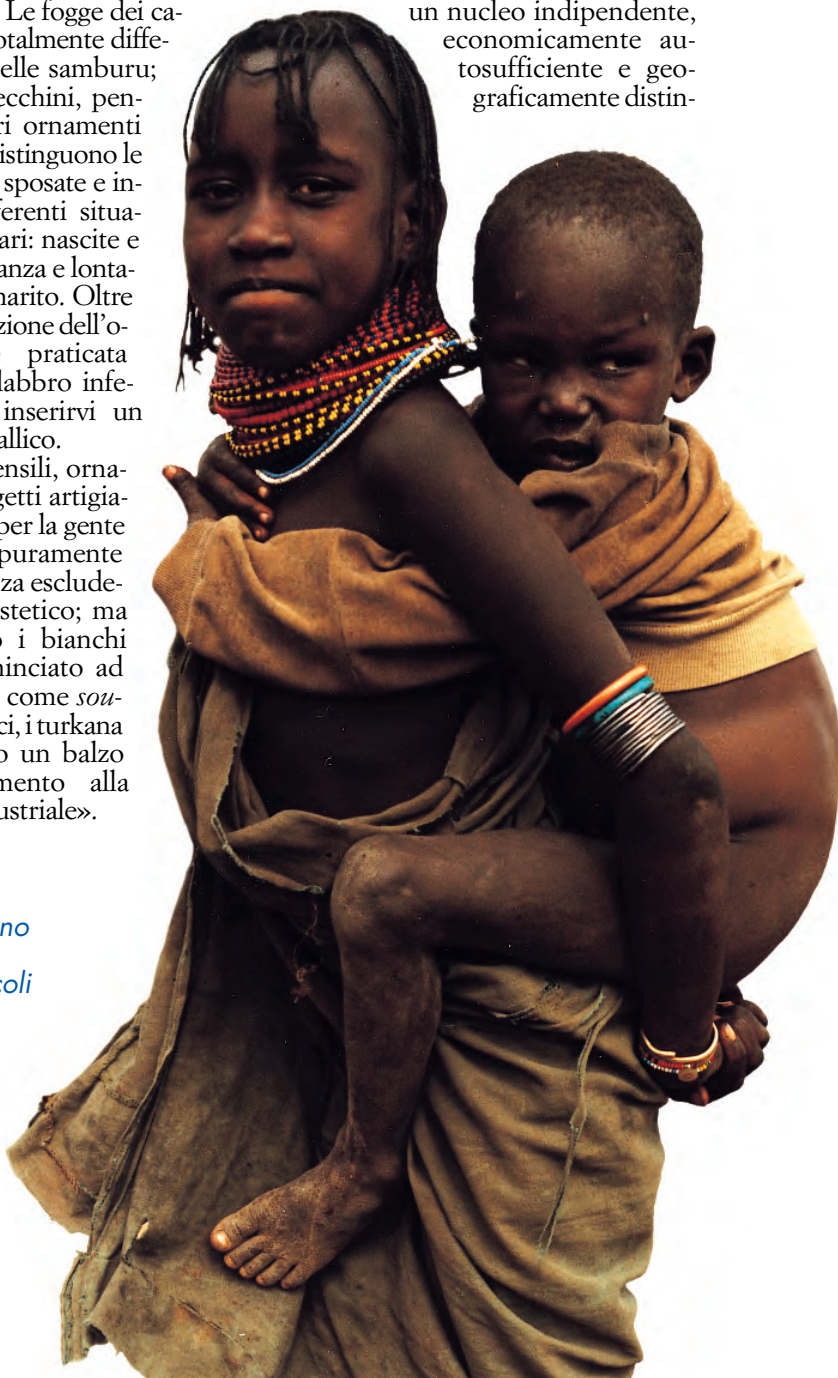 Le fogge dei ca-
otalmente diffe-
elle samburu;
ecchini, pen-
ri ornamenti
istinguono le
sposate e in-
ferenti situa-
ari: nascite e
anza e lonta-
marito. Oltre
zione dell'o-
praticata
labbro infe-
inserirvi un
allico.
ensili, orna-
getti artigia-
per la gente
puramente
za esclude-
stetico; ma
o i bianchi
minciato ad
come sou-
ci, i turkana
o un balzo
mento alla
ustriale».
no
coli
un nucleo indipendente,
economicamente au-
tosufficiente e geo-
graficamente distin-